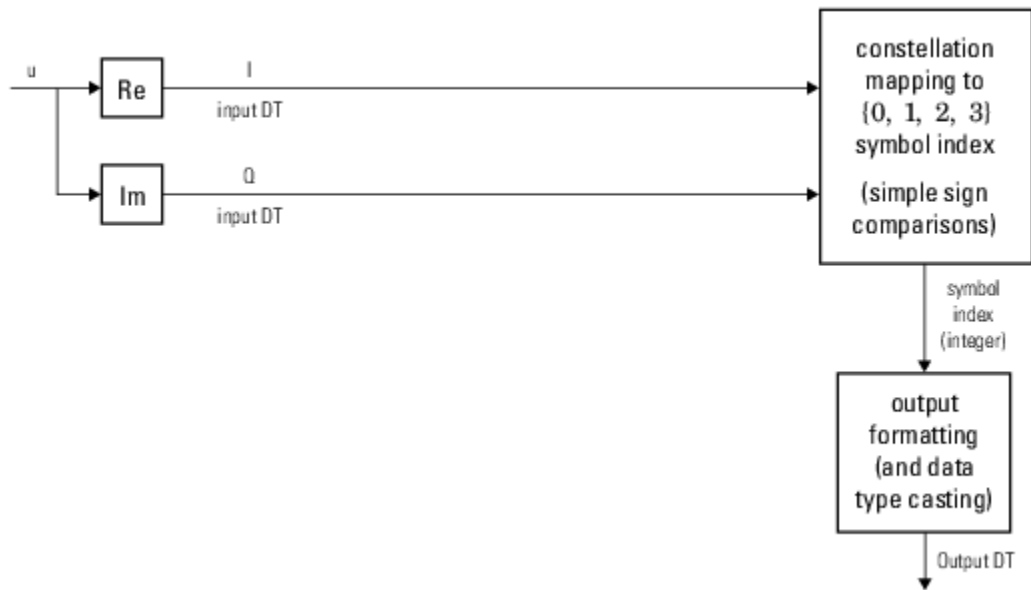 u
Re
I
input DT
Im
Q
input DT
constellation
mapping to
{0, 1, 2, 3}
symbol index
(simple sign
comparisons)
symbol
index
(integer)
output
formatting
(and data
type casting)
Output DT